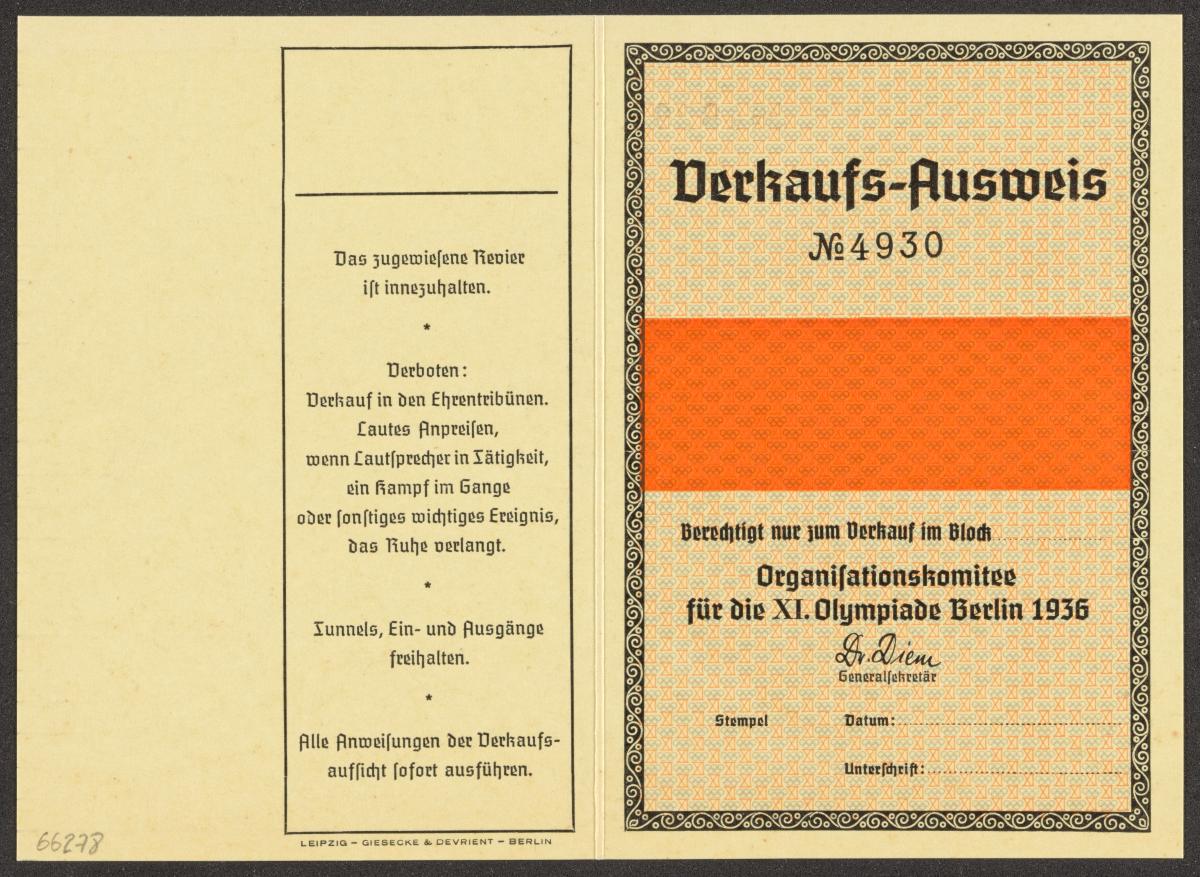 Das zugewiesene Revier
ist innezuhalten.
*
Verboten:
Verkauf in den Ehrentribünen.
Lautes Anpreisen,
wenn Lautsprecher in Tätigkeit,
ein Kampf im Gange
oder sonstiges wichtiges Ereignis,
das Ruhe verlangt.
*
Tunnels, Ein- und Ausgänge
freihalten.
*
Alle Anweisungen der Verkaufs-
aufsicht sofort ausführen.
LEIPZIG – GIESECKE & DEVRIENT – BERLIN
66278
Verkaufs-Ausweis
№ 4930
Berechtigt nur zum Verkauf im Block
Organisationskomitee
für die XI. Olympiade Berlin 1936
Dr. Diem
Generalsekretär
Stempel
Datum:
Unterschrift: